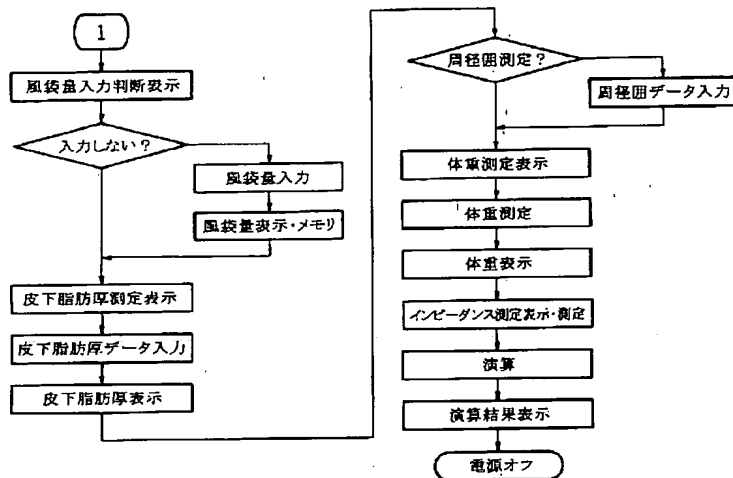 1
風袋量入力判断表示
入力しない？
風袋量入力
風袋量表示・メモリ
皮下脂肪厚測定表示
皮下脂肪厚データ入力
皮下脂肪厚表示
周径囲測定？
周径囲データ入力
体重測定表示
体重測定
体重表示
インピーダンス測定表示・測定
演算
演算結果表示
電源オフ